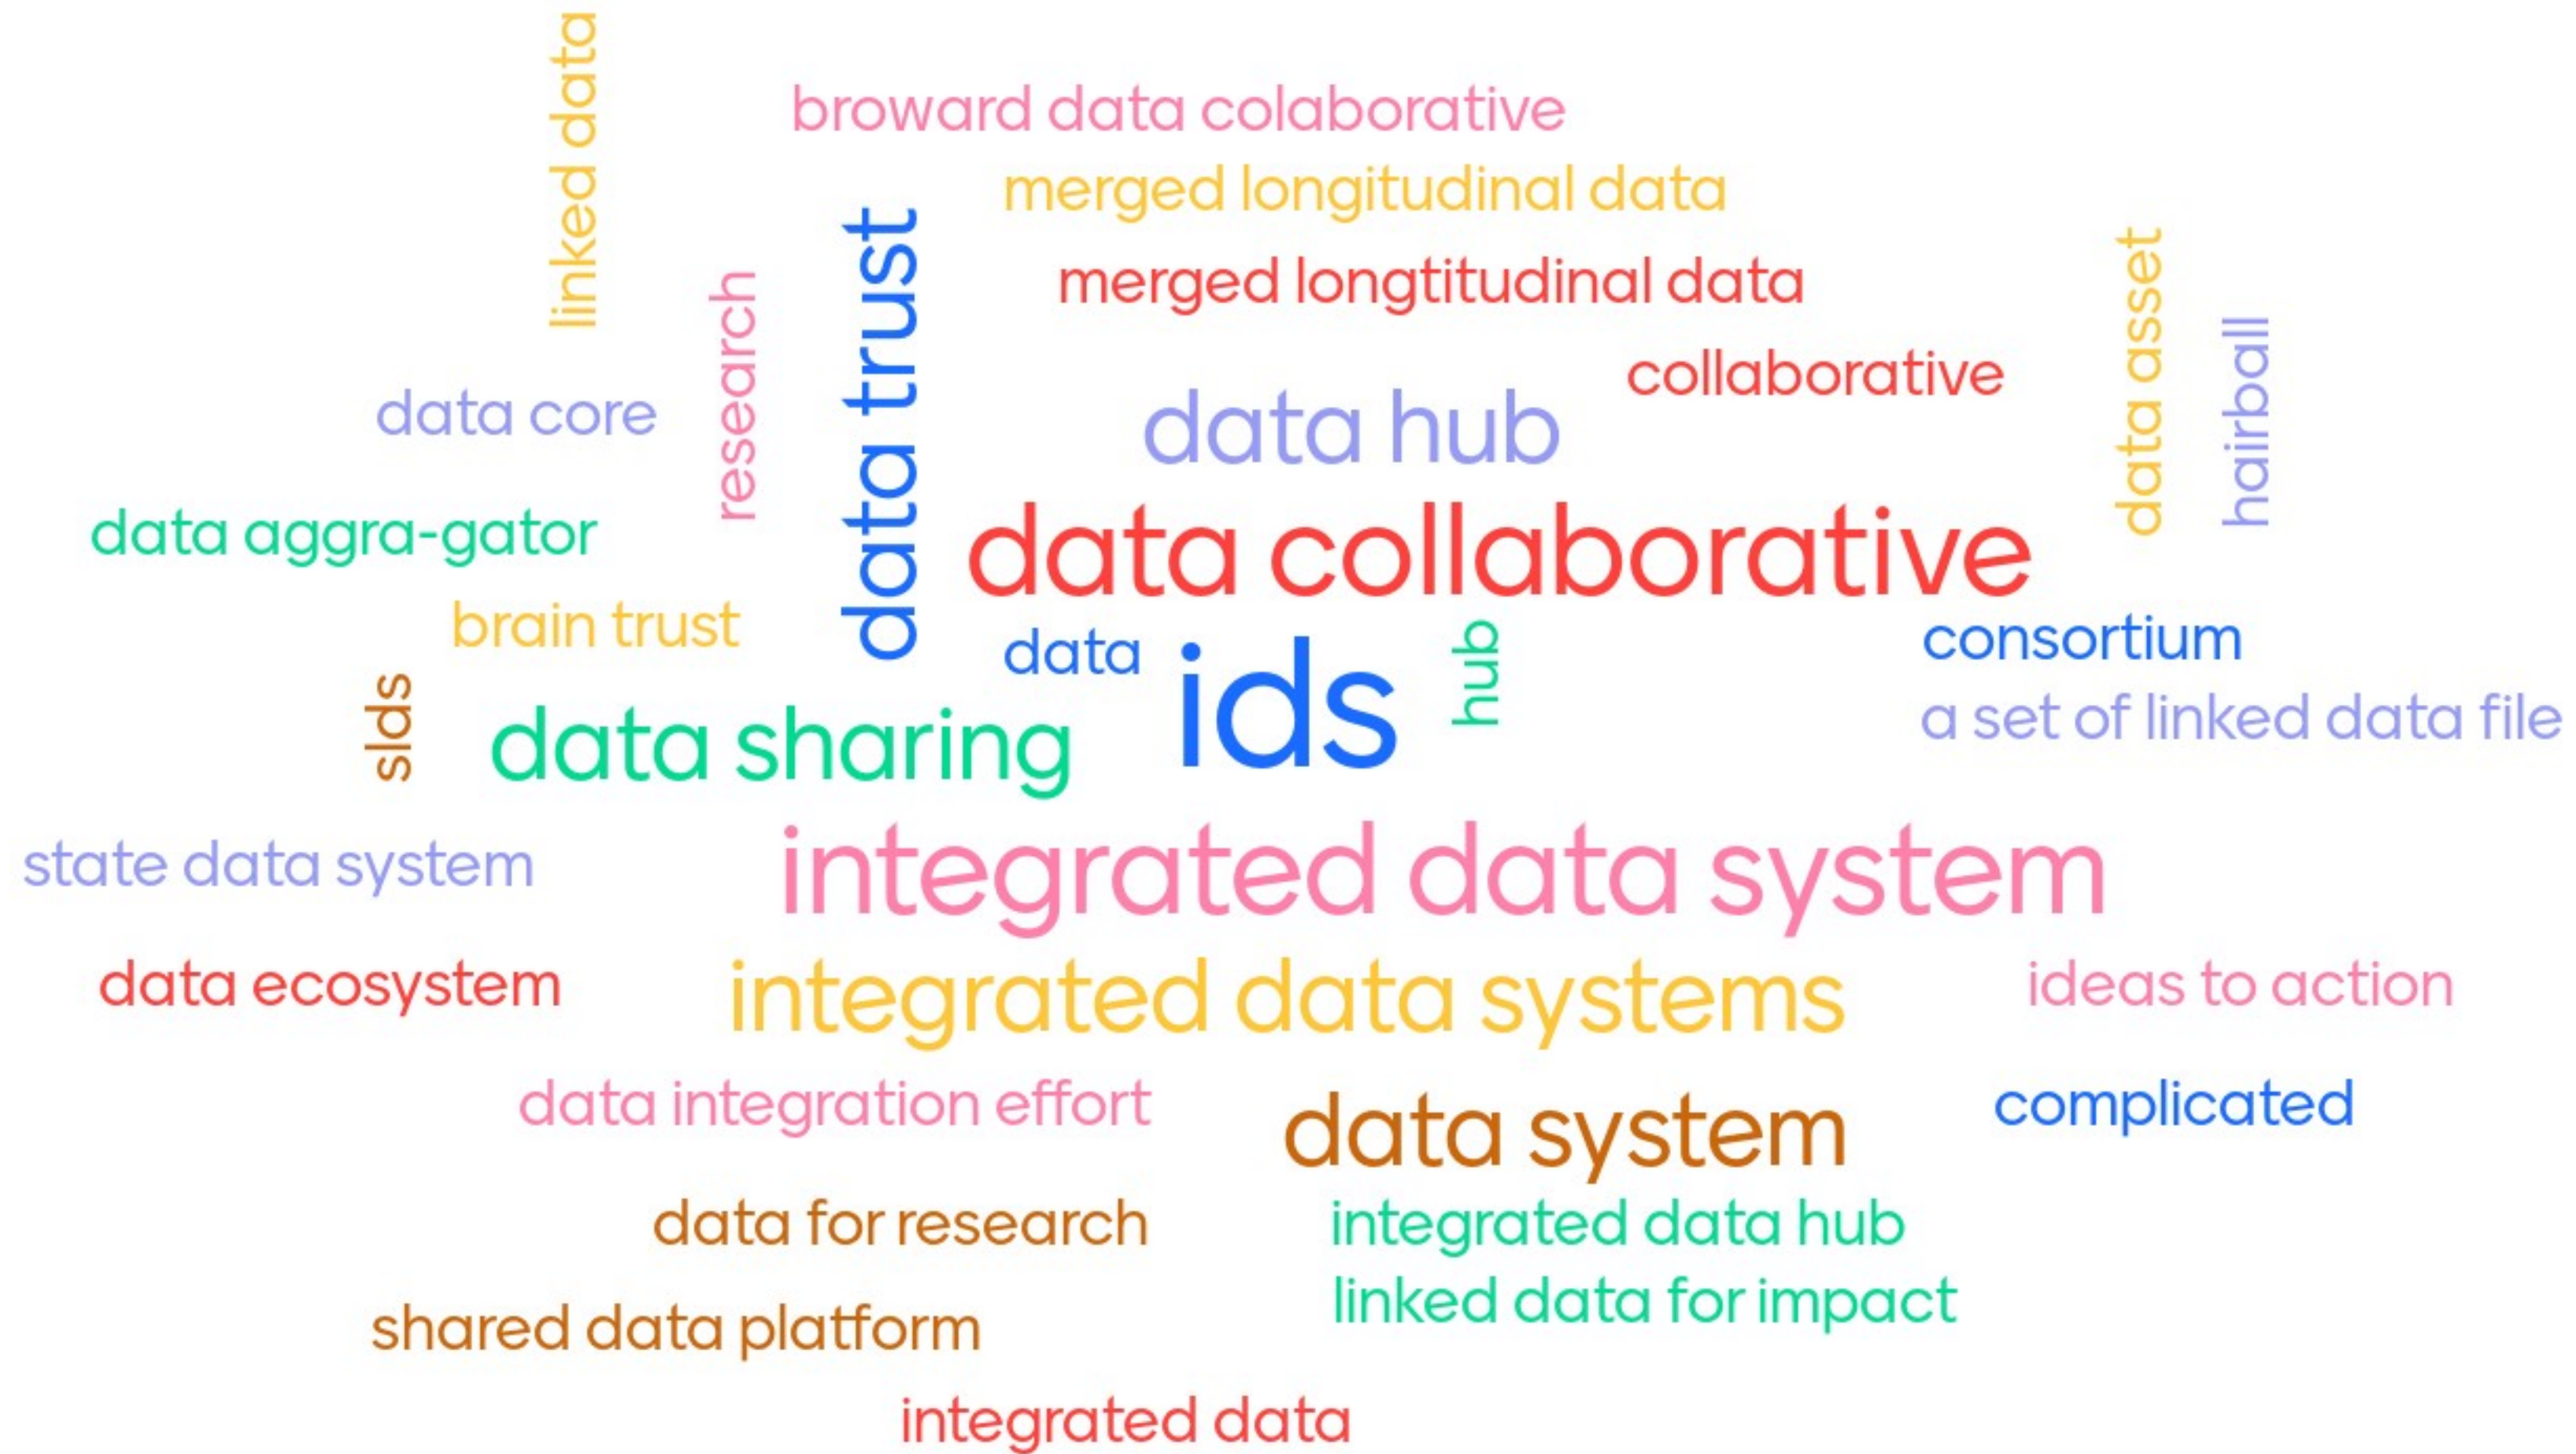 linked data
broward data colaborative
merged longitudinal data
data trust
merged longtitudinal data
data asset
research
hairball
collaborative
data core
data hub
data aggra-gator
data collaborative
brain trust
data
ids
hub
consortium
slds
data sharing
a set of linked data file
state data system
integrated data system
data ecosystem
integrated data systems
ideas to action
data integration effort
data system
complicated
data for research
integrated data hub
linked data for impact
shared data platform
integrated data